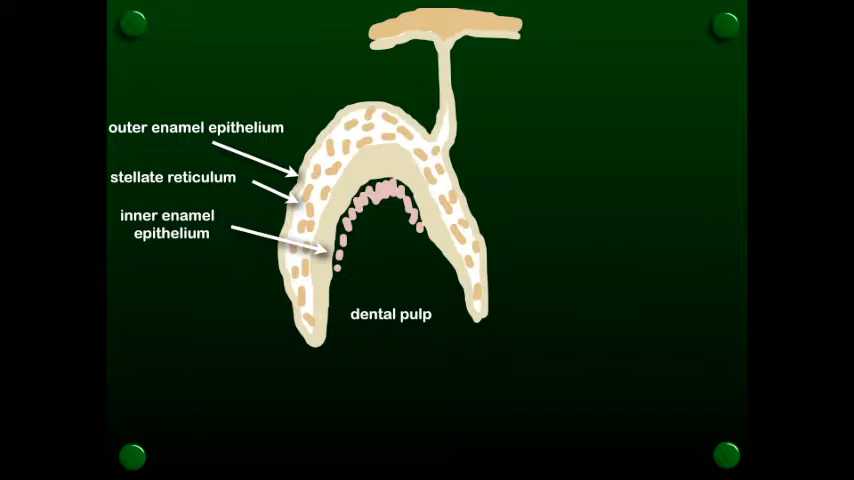 outer enamel epithelium
stellate reticulum
inner enamel
epithelium
dental pulp